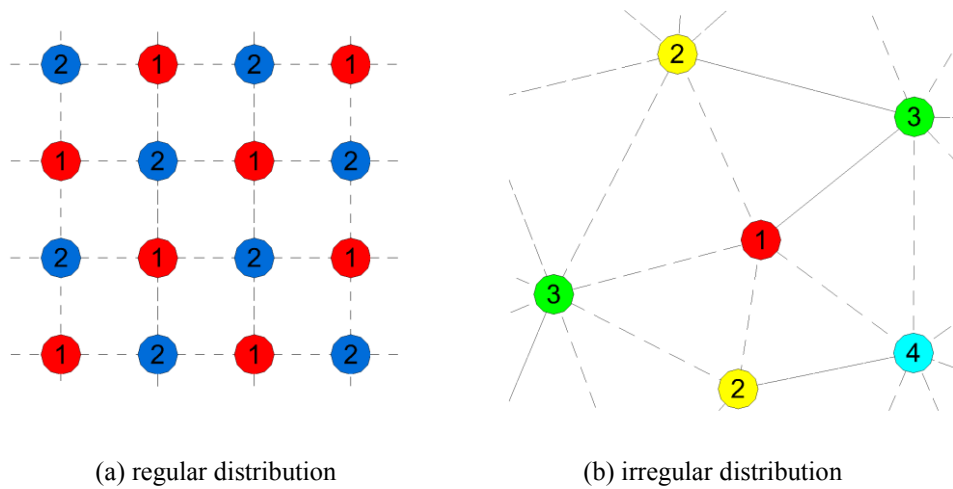 2 1 2 1
1 2 1 2
2 1 2 1
1 2 1 2
2
3
1
3
4
2
(a) regular distribution
(b) irregular distribution